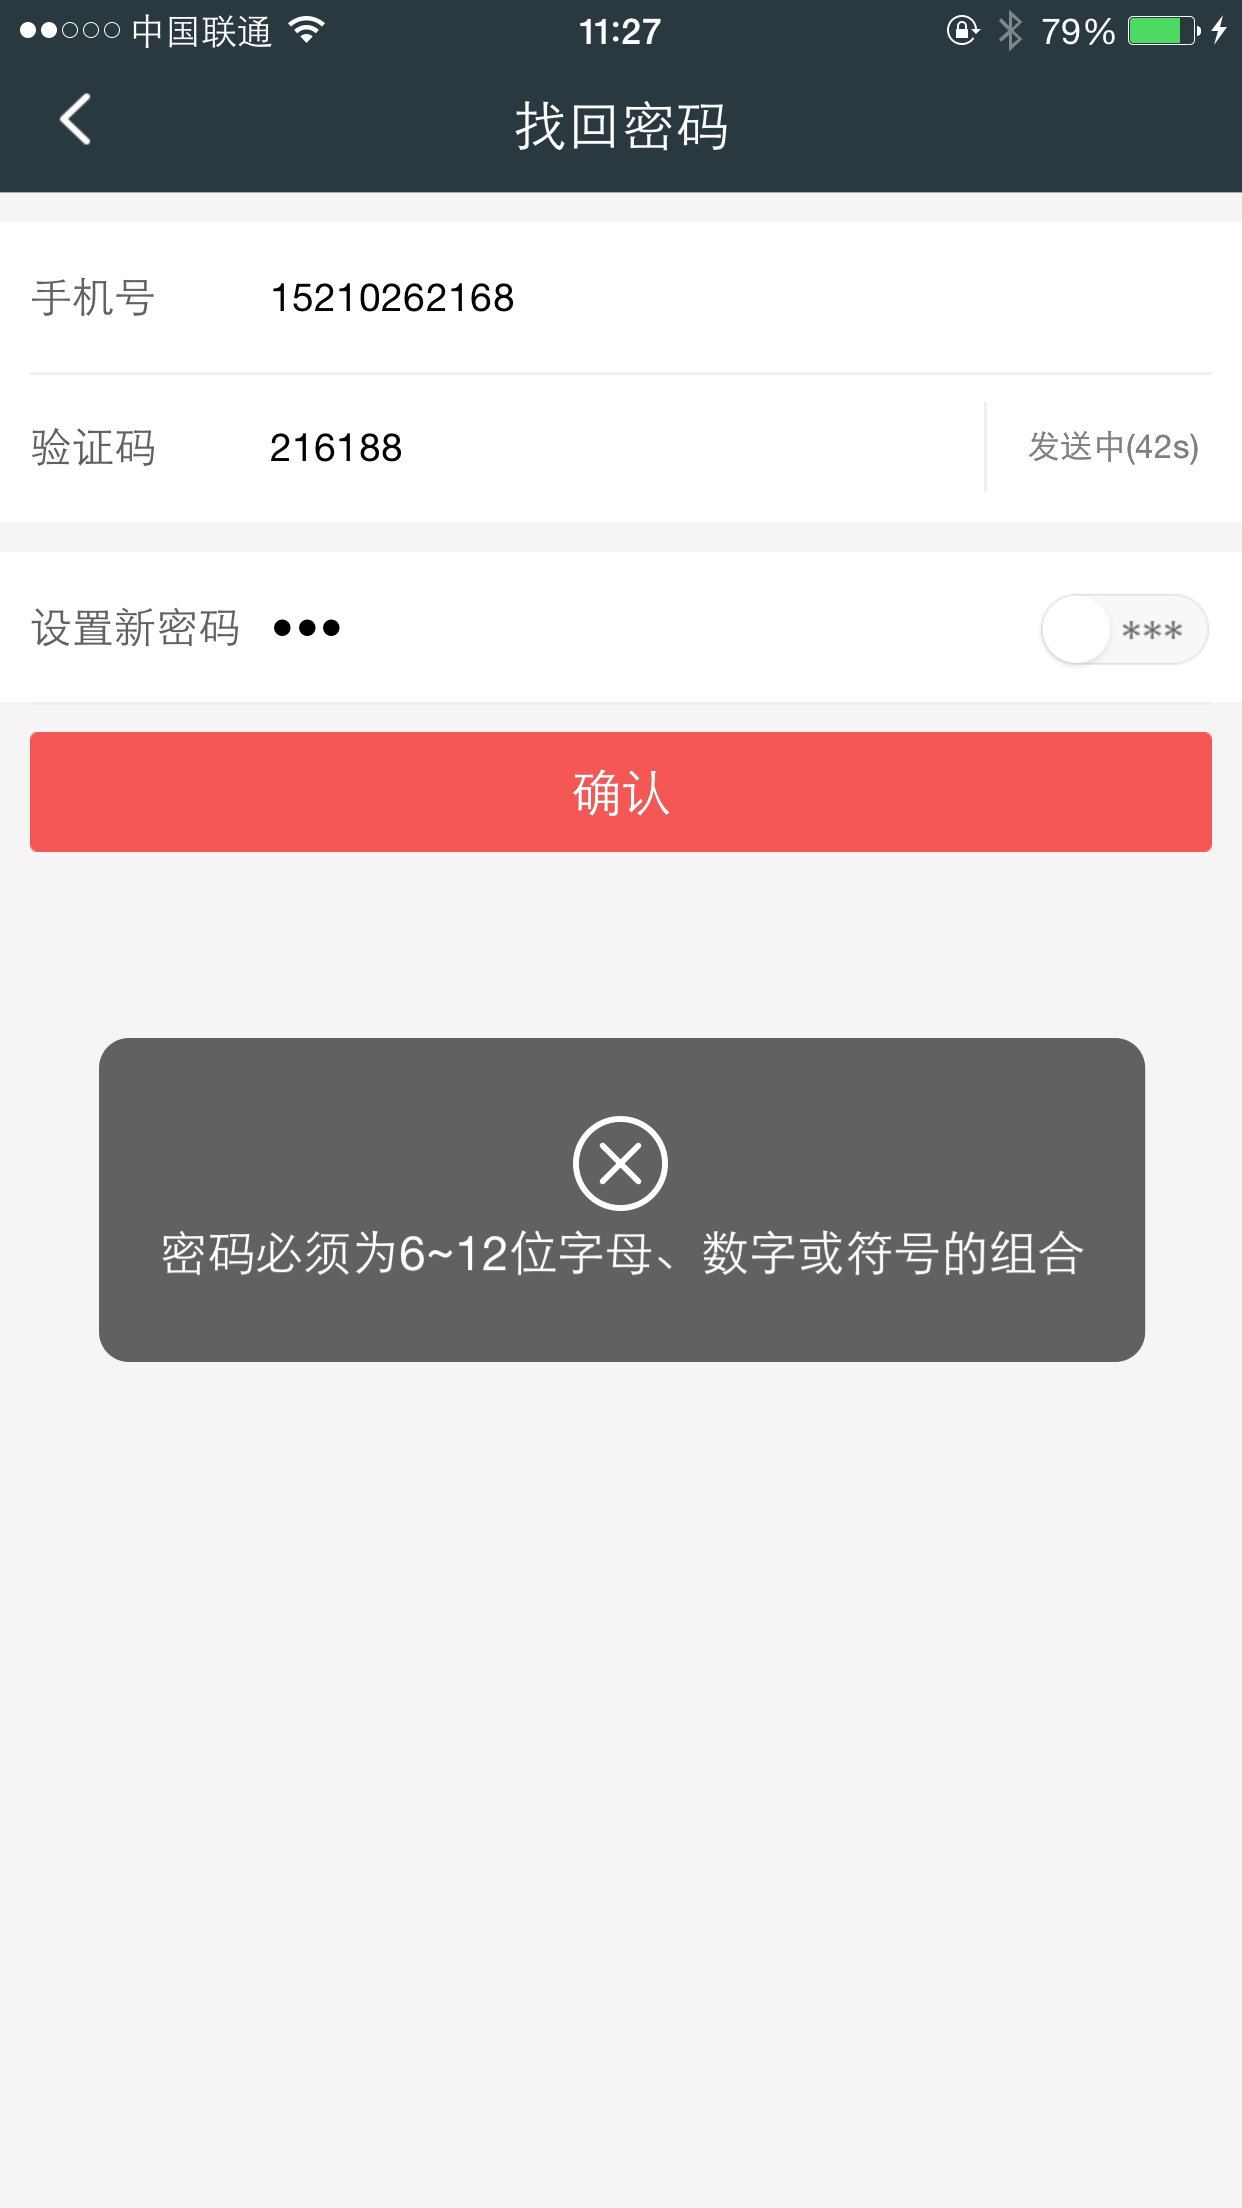 中国联通 11:27 79%
找回密码
手机号 15210262168
验证码 216188 发送中(42s)
设置新密码 ••• ***
确认
密码必须为6~12位字母、数字或符号的组合